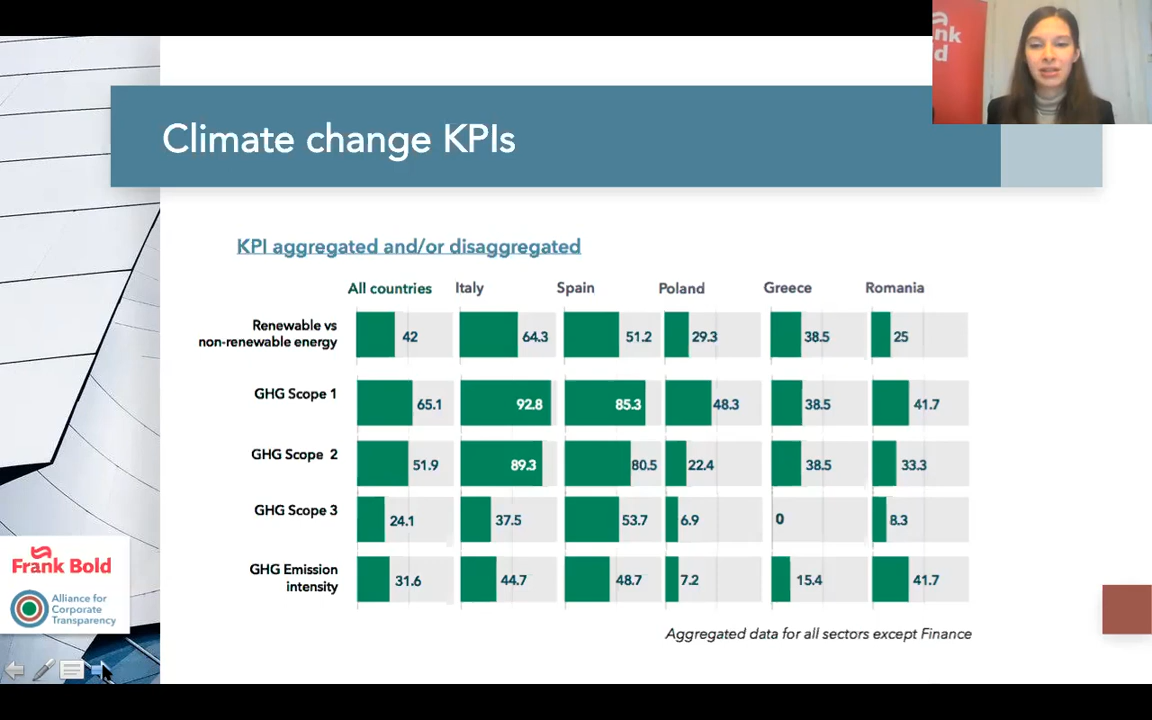 nk
d
Climate change KPIs
KPI aggregated and/or disaggregated
All countries Italy Spain Poland Greece Romania
Renewable vs
non-renewable energy
42 64.3 51.2 29.3 38.5 25
GHG Scope 1
65.1 92.8 85.3 48.3 38.5 41.7
GHG Scope 2
51.9 89.3 80.5 22.4 38.5 33.3
GHG Scope 3
24.1 37.5 53.7 6.9 0 8.3
GHG Emission
intensity
31.6 44.7 48.7 7.2 15.4 41.7
Aggregated data for all sectors except Finance
Frank Bold
Alliance for
Corporate
Transparency